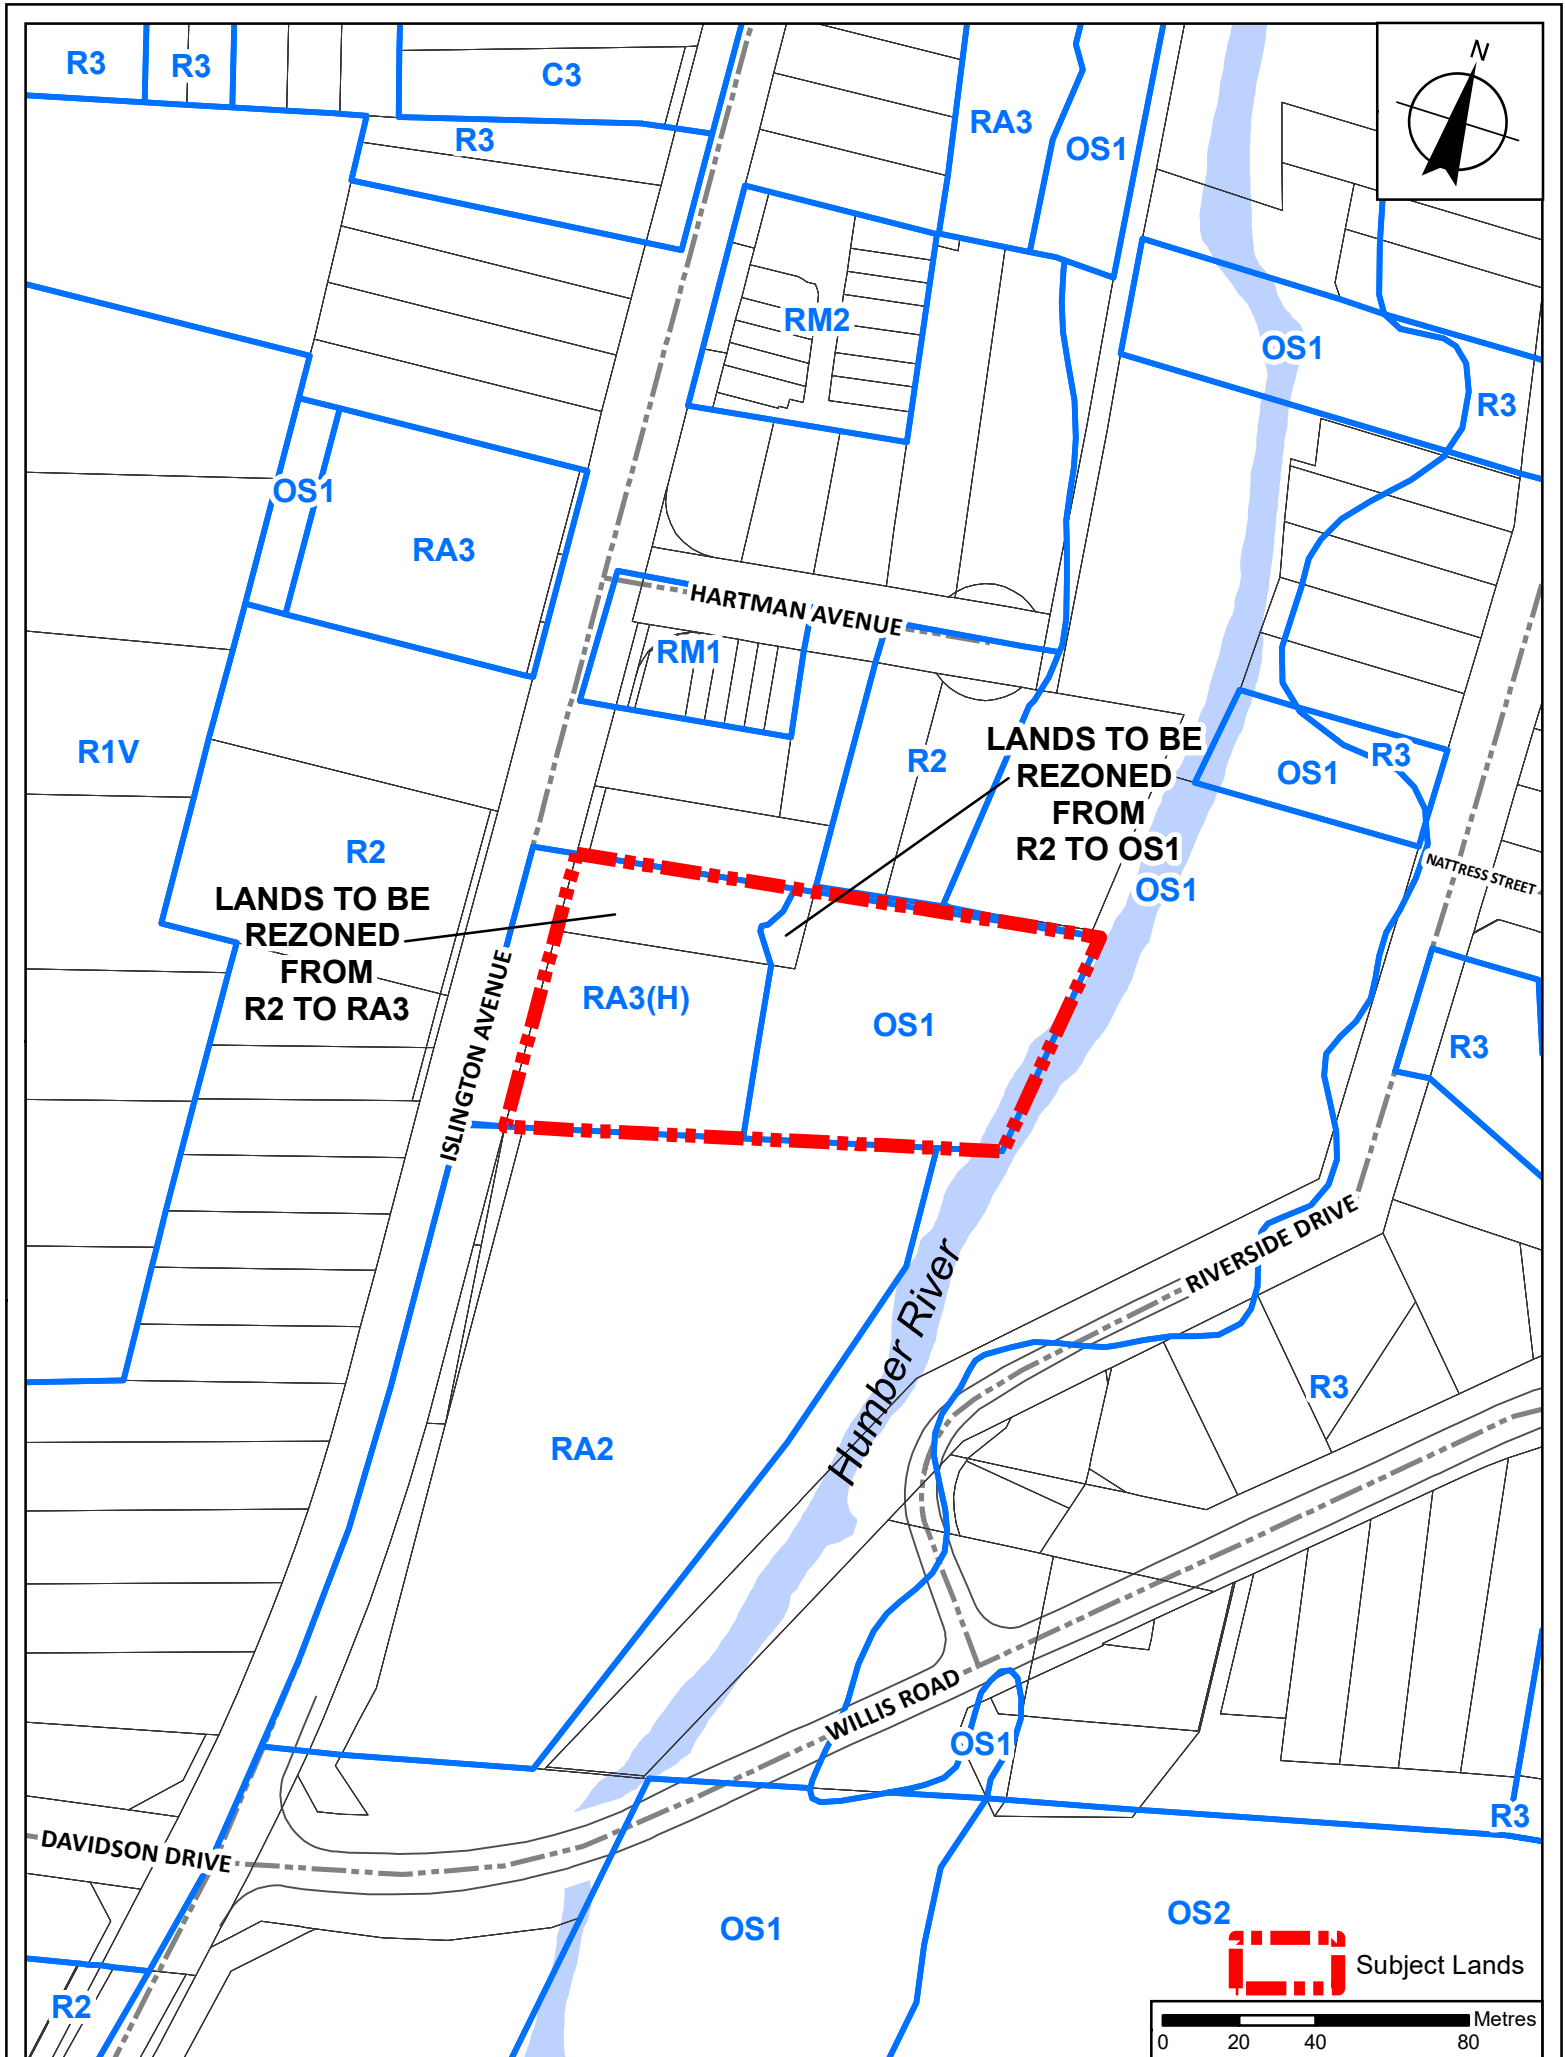 R3
R3
C3
N
R3
RA3
OS1
RM2
OS1
R3
OS1
RA3
HARTMAN AVENUE
RM1
R1V
R2
LANDS TO BE
REZONED
FROM
R2 TO OS1
OS1
R3
R2
OS1
NATTRESS STREET
LANDS TO BE
REZONED
FROM
R2 TO RA3
ISLINGTON AVENUE
RA3(H)
OS1
R3
RIVERSIDE DRIVE
Humber River
R3
RA2
WILLIS ROAD
OS1
R3
DAVIDSON DRIVE
OS1
OS2
Subject Lands
R2
Metres
0 20 40 80